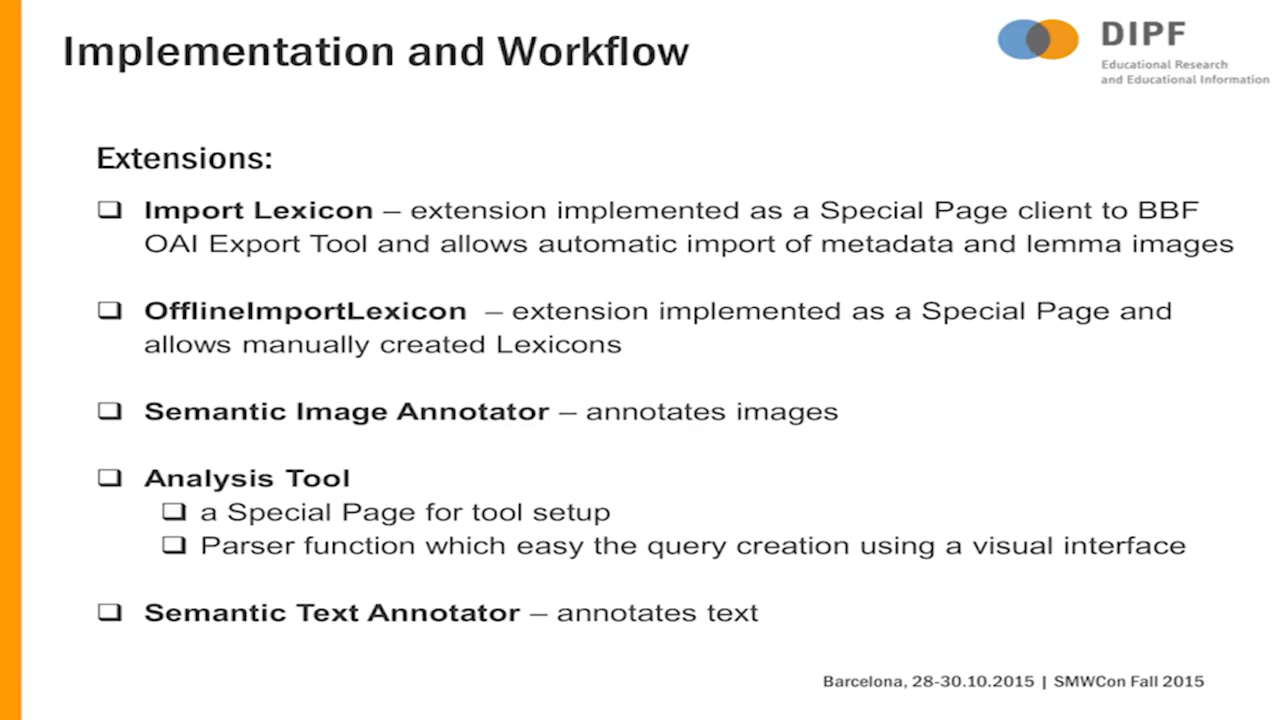 Implementation and Workflow
DIPF
Educational Research
and Educational Information
Extensions:
❑ Import Lexicon – extension implemented as a Special Page client to BBF
OAI Export Tool and allows automatic import of metadata and lemma images
❑ OfflineImportLexicon – extension implemented as a Special Page and
allows manually created Lexicons
❑ Semantic Image Annotator – annotates images
❑ Analysis Tool
❑ a Special Page for tool setup
❑ Parser function which easy the query creation using a visual interface
❑ Semantic Text Annotator – annotates text
Barcelona, 28-30.10.2015 | SMWCon Fall 2015